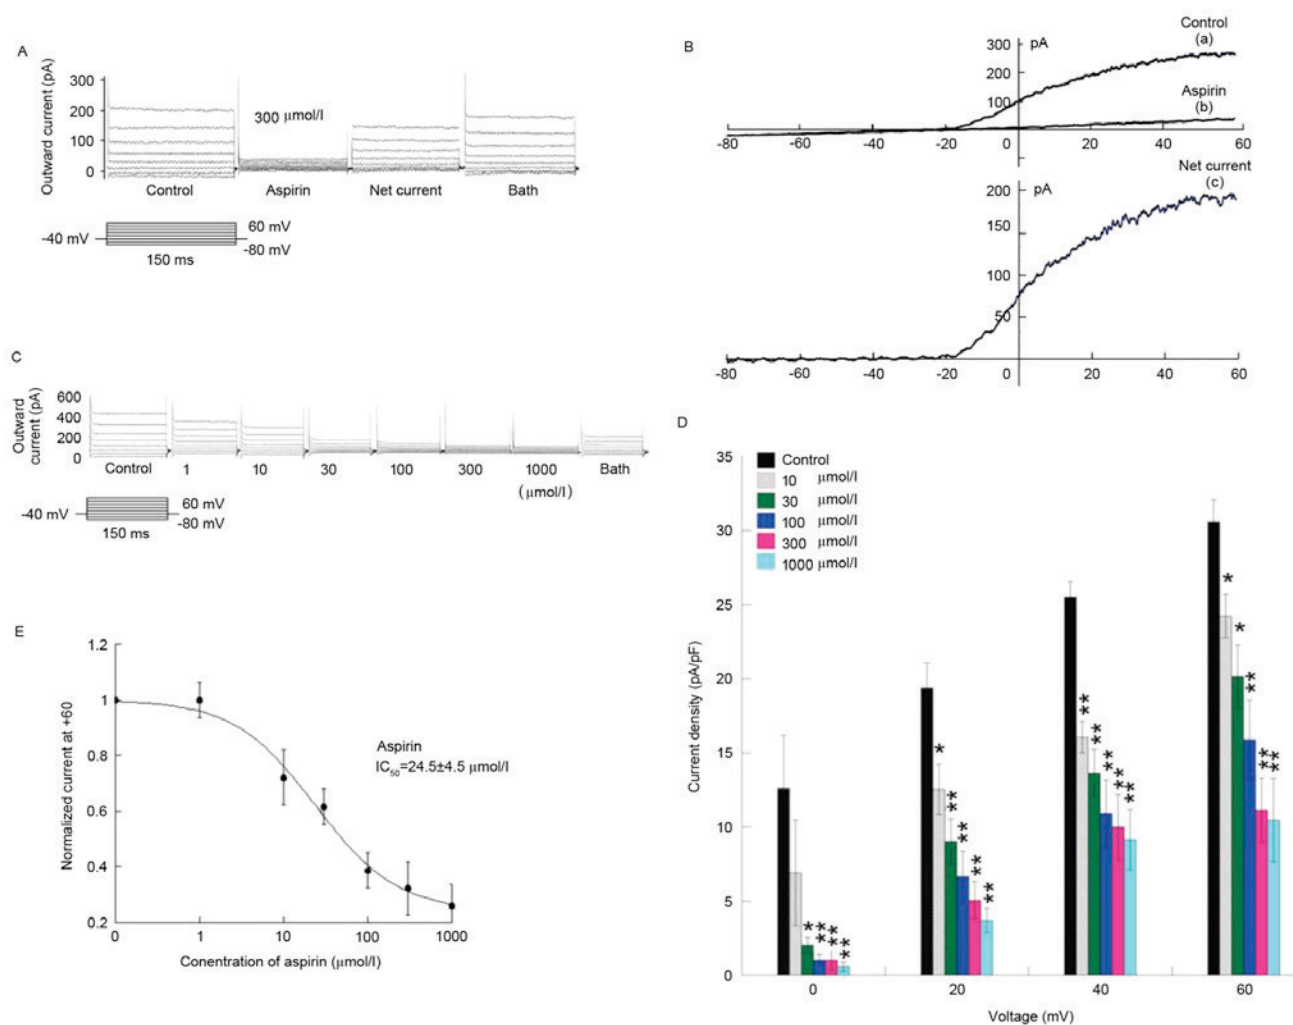 A
Outward current (pA)
300
200
100
0
300 µmol/l
Control
Aspirin
Net current
Bath
-40 mV
60 mV
-80 mV
150 ms
B
Control
(a)
pA
300
200
100
Aspirin
(b)
-80
-60
-40
-20
0
20
40
60
Net current
(c)
pA
200
150
100
50
-80
-60
-40
-20
0
20
40
60
C
Outward
current (pA)
600
400
200
0
Control
1
10
30
100
300
1000
Bath
(µmol/l)
-40 mV
60 mV
-80 mV
150 ms
D
Current density (pA/pF)
35
30
25
20
15
10
5
0
Control
10 µmol/l
30 µmol/l
100 µmol/l
300 µmol/l
1000 µmol/l
*
**
**
**
*
**
**
**
**
**
**
**
**
**
*
*
**
**
**
0
20
40
60
Voltage (mV)
E
Normalized current at +60
1.2
1
0.8
0.6
0.4
0.2
Aspirin
IC50=24.5±4.5 µmol/l
0
1
10
100
1000
Conentration of aspirin (µmol/l)